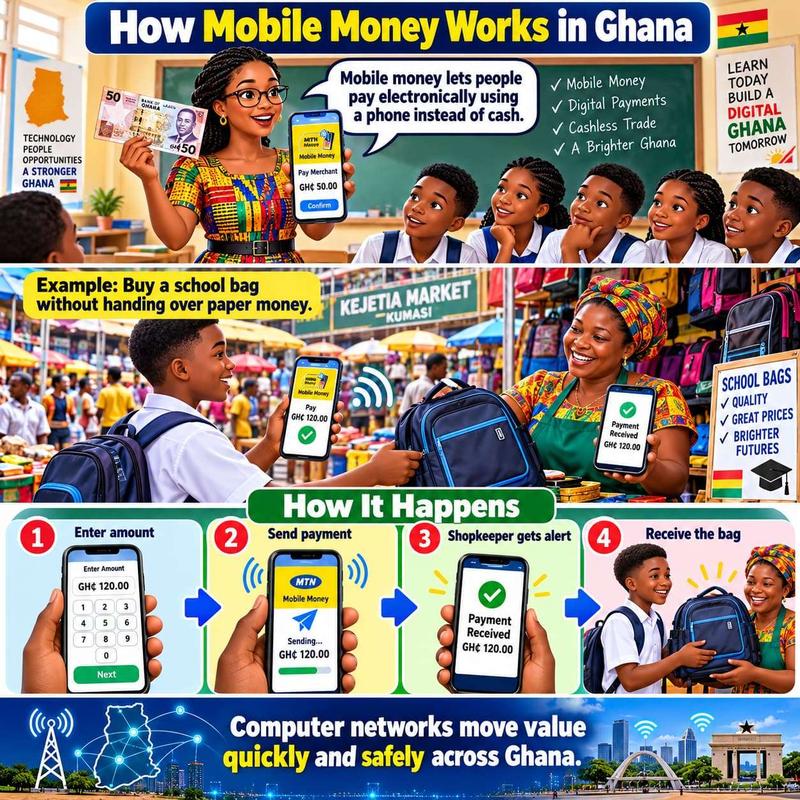 How Mobile Money Works in Ghana
TECHNOLOGY
PEOPLE
OPPORTUNITIES
A STRONGER
GHANA
50
BANK OF
GHANA
GH¢50
MTN
Mobile Money
Pay Merchant
GH¢ 50.00
Confirm
Mobile money lets people
pay electronically using
a phone instead of cash.
✓ Mobile Money
✓ Digital Payments
✓ Cashless Trade
✓ A Brighter Ghana
LEARN
TODAY
BUILD A
DIGITAL
GHANA
TOMORROW
Example: Buy a school bag
without handing over paper money.
KEJETIA MARKET
KUMASI
Mobile Money
Pay
GH¢ 120.00
Payment
Received
GH¢ 120.00
SCHOOL BAGS
✓ QUALITY
✓ GREAT PRICES
✓ BRIGHTER
FUTURES
How It Happens
1 Enter amount
Enter Amount
GH¢ 120.00
1 2 3
4 5 6
7 8 9
0
Next
2 Send payment
MTN
Mobile Money
Sending...
GH¢ 120.00
3 Shopkeeper gets alert
Payment
Received
GH¢ 120.00
4 Receive the bag
Computer networks move value
quickly and safely across Ghana.